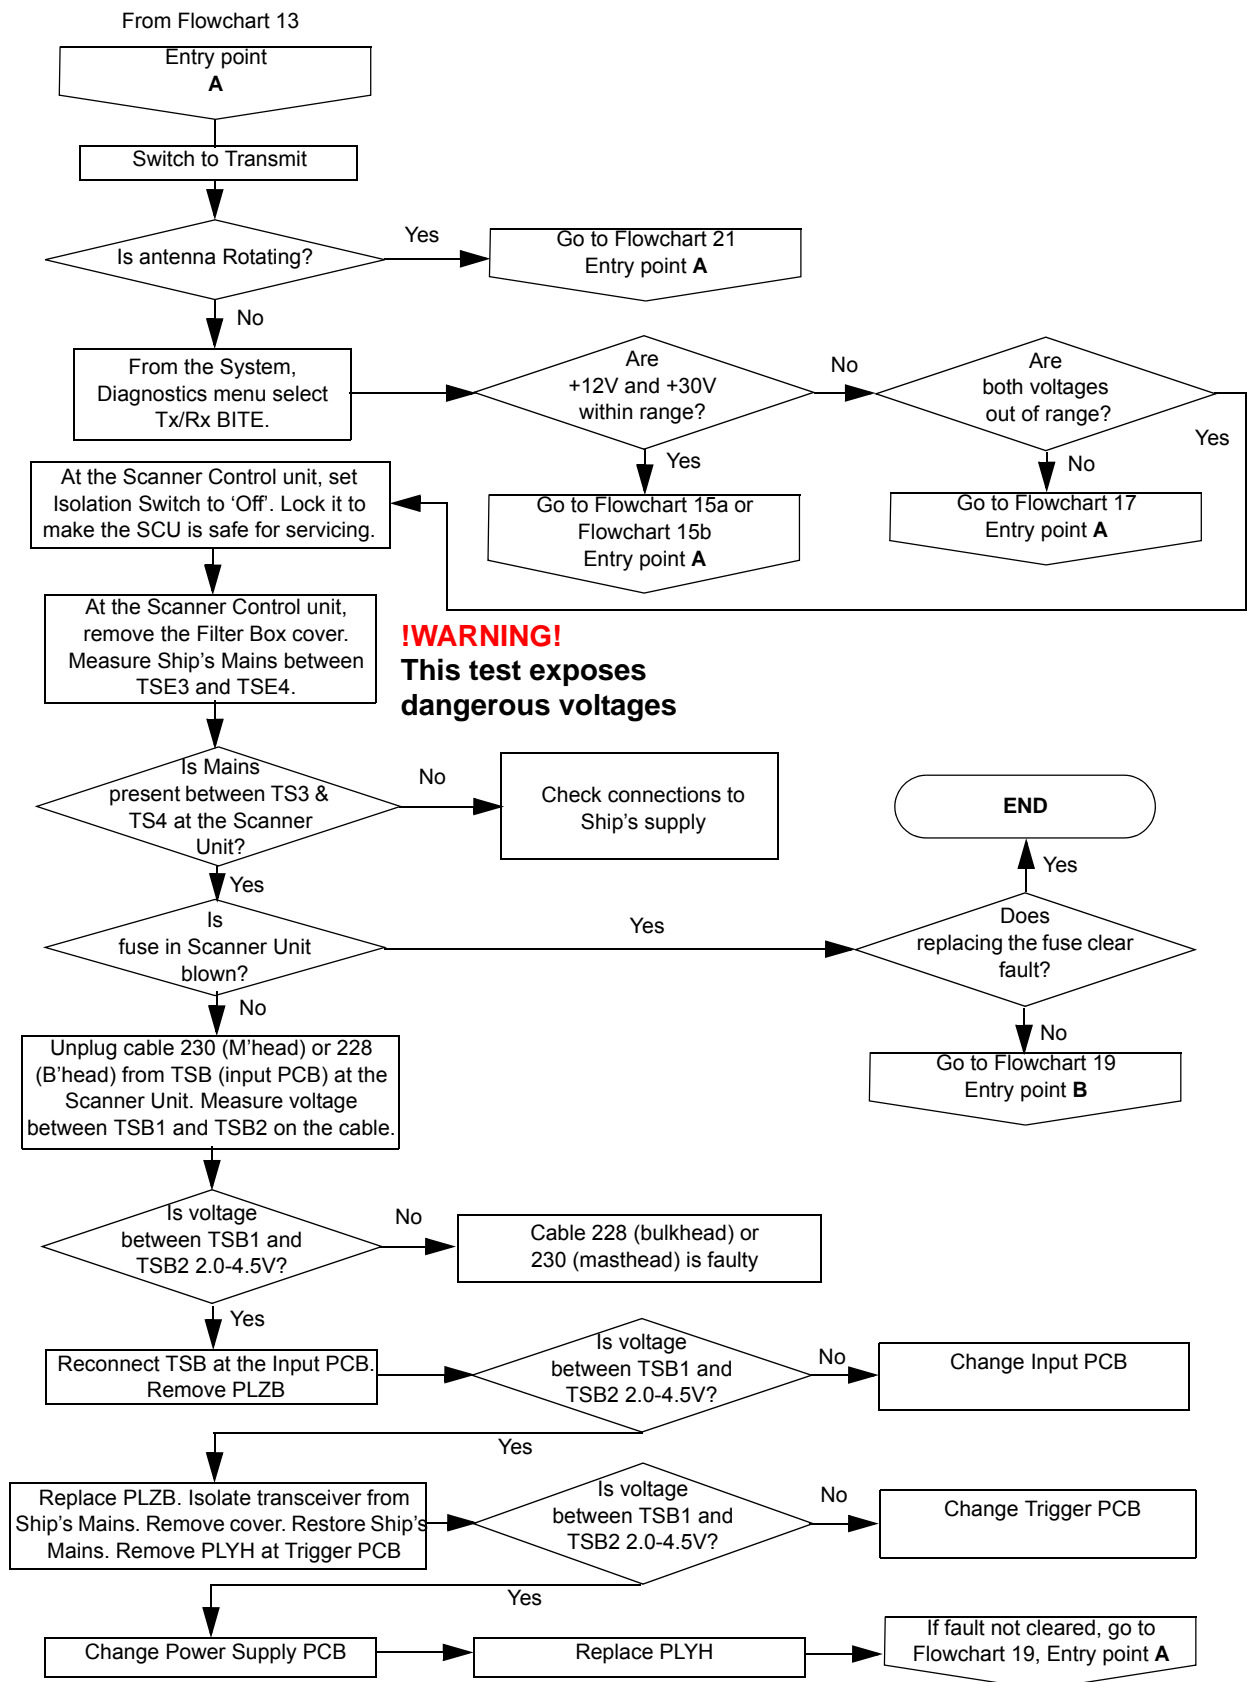 From Flowchart 13
Entry point
A
Switch to Transmit
Is antenna Rotating?
Yes
Go to Flowchart 21
Entry point A
No
From the System,
Diagnostics menu select
Tx/Rx BITE.
Are
+12V and +30V
within range?
No
Are
both voltages
out of range?
Yes
Yes
Go to Flowchart 15a or
Flowchart 15b
Entry point A
No
Go to Flowchart 17
Entry point A
At the Scanner Control unit, set
Isolation Switch to ‘Off’. Lock it to
make the SCU is safe for servicing.
At the Scanner Control unit,
remove the Filter Box cover.
Measure Ship’s Mains between
TSE3 and TSE4.
!WARNING!
This test exposes
dangerous voltages
Is Mains
present between TS3 &
TS4 at the Scanner
Unit?
No
Check connections to
Ship’s supply
END
Yes
Yes
Is
fuse in Scanner Unit
blown?
Yes
Does
replacing the fuse clear
fault?
No
Go to Flowchart 19
Entry point B
No
Unplug cable 230 (M’head) or 228
(B’head) from TSB (input PCB) at the
Scanner Unit. Measure voltage
between TSB1 and TSB2 on the cable.
Is voltage
between TSB1 and
TSB2 2.0-4.5V?
No
Cable 228 (bulkhead) or
230 (masthead) is faulty
Yes
Reconnect TSB at the Input PCB.
Remove PLZB
Is voltage
between TSB1 and
TSB2 2.0-4.5V?
No
Change Input PCB
Yes
Replace PLZB. Isolate transceiver from
Ship’s Mains. Remove cover. Restore Ship’s
Mains. Remove PLYH at Trigger PCB
Is voltage
between TSB1 and
TSB2 2.0-4.5V?
No
Change Trigger PCB
Yes
Change Power Supply PCB
Replace PLYH
If fault not cleared, go to
Flowchart 19, Entry point A